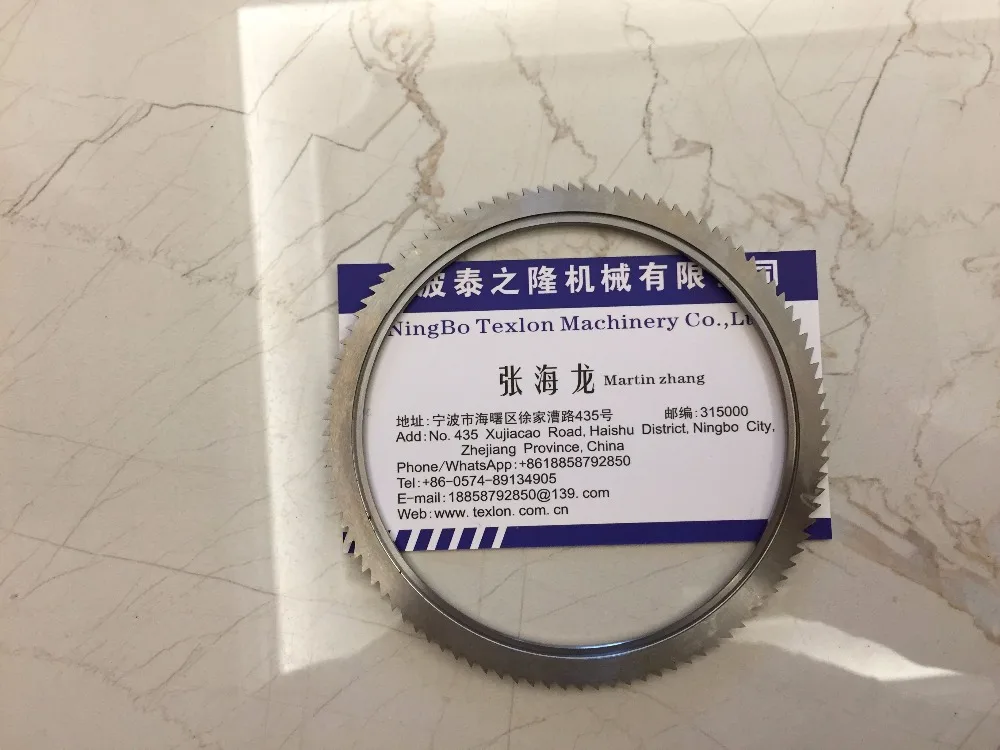 波泰之隆机械有限 司
NingBo Texlon Machinery Co.,Lt
张海龙 Martin zhang
地址:宁波市海曙区徐家漕路435号 邮编:315000
Add:No. 435 Xujiacao Road, Haishu District, Ningbo City,
Zhejiang Province, China
Phone/WhatsApp:+8618858792850
Tel:+86-0574-89134905
E-mail:18858792850@139.com
Web:www.texlon.com.cn